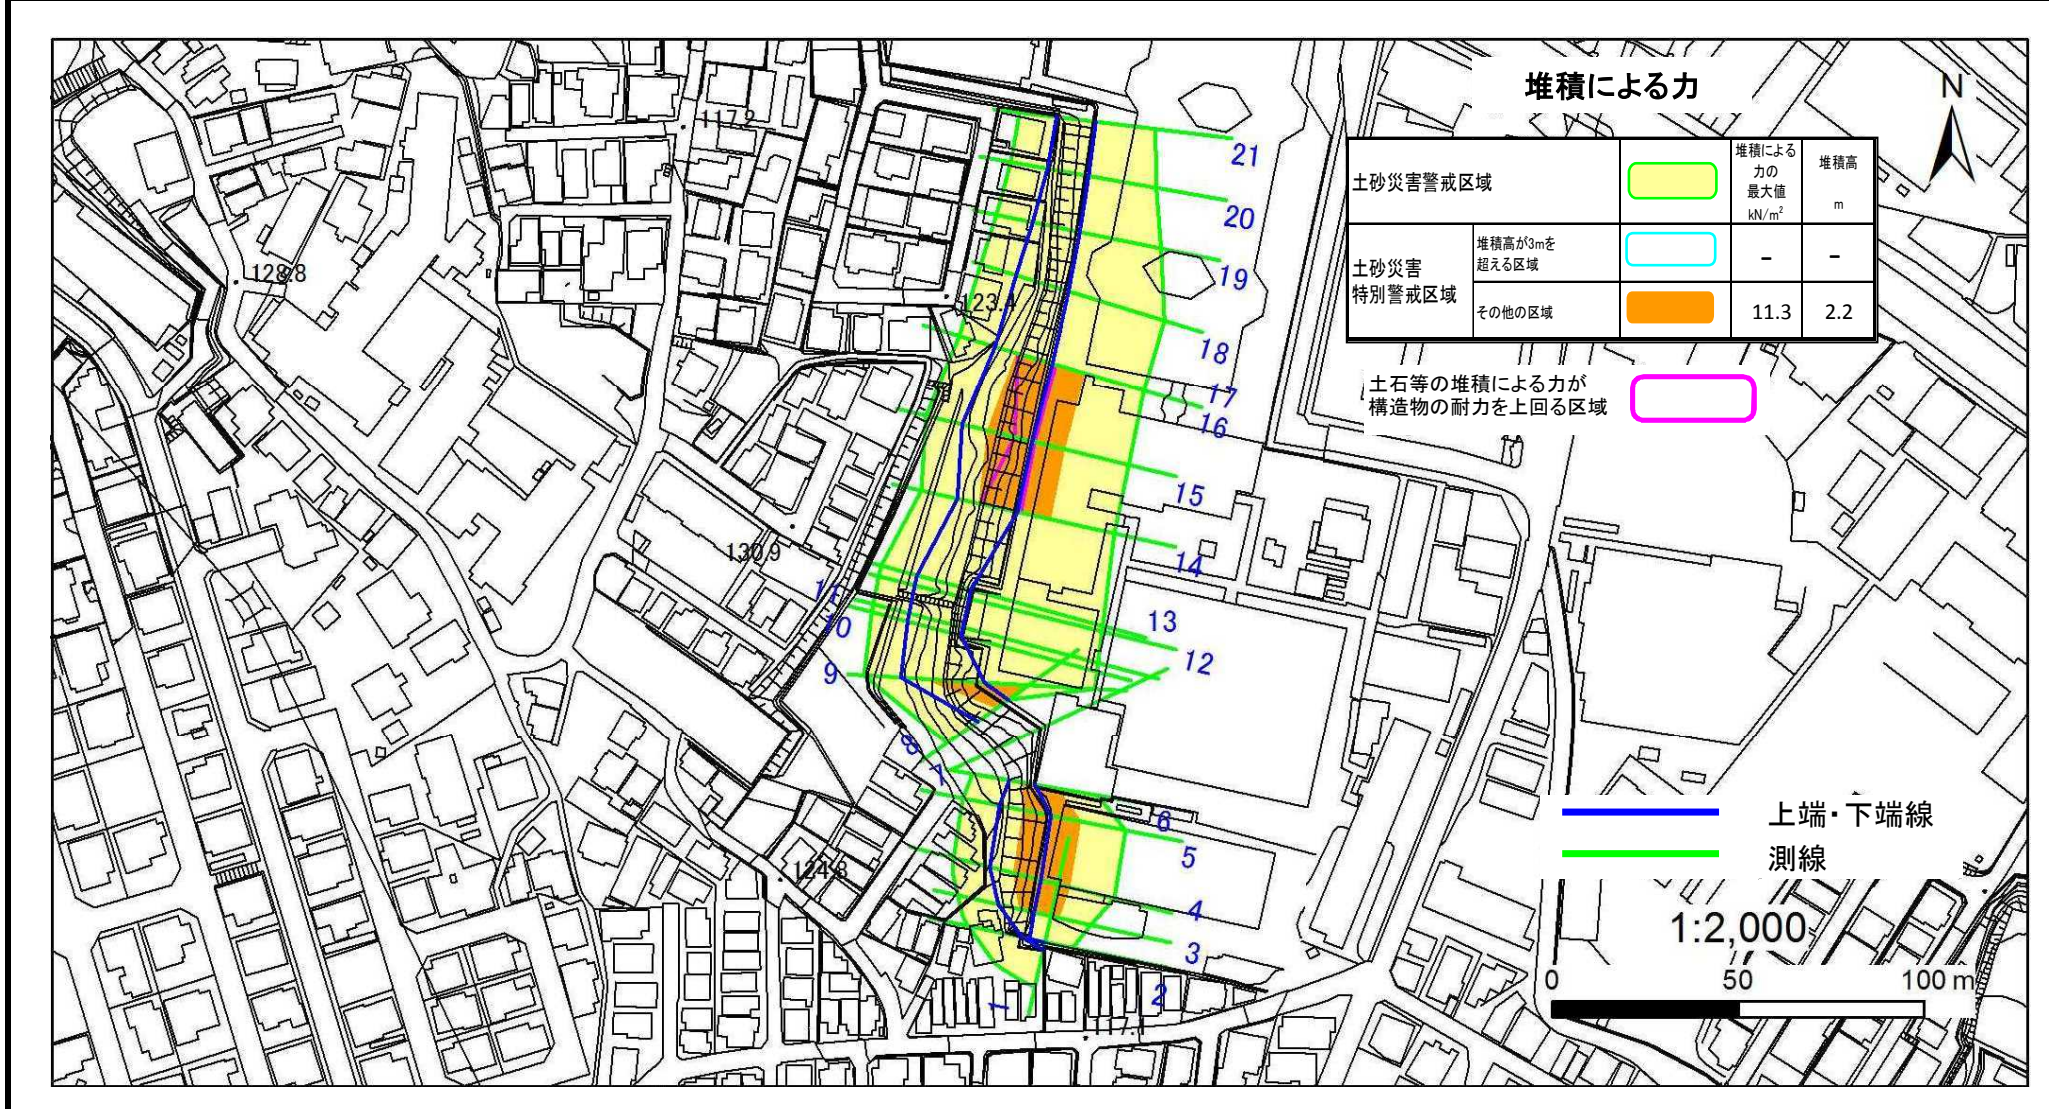 堆積による力
N
堆積による
力の
最大値
kN/m²
堆積高
m
土砂災害警戒区域
土砂災害
特別警戒区域
堆積高が3mを
超える区域
-
-
その他の区域
11.3
2.2
土石等の堆積による力が
構造物の耐力を上回る区域
117.2
128.8
123.4
130.9
124.8
117.4
21
20
19
18
17
16
15
14
13
12
11
10
9
8
7
6
5
4
3
2
1
上端・下端線
測線
1:2,000
0 50 100 m